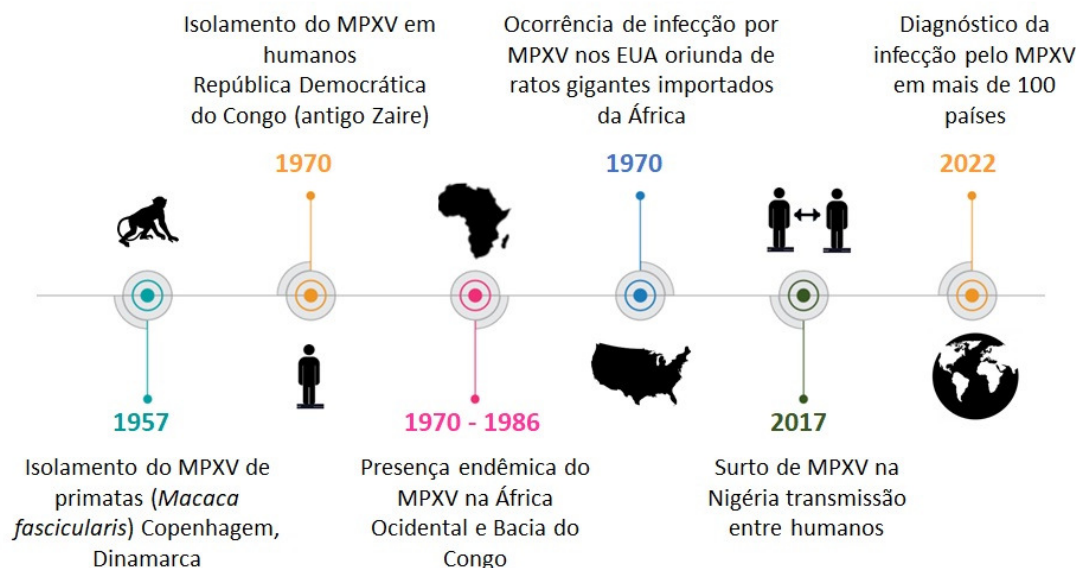 Isolamento do MPXV em
humanos
República Democrática
do Congo (antigo Zaire)
1970
Ocorrência de infecção por
MPXV nos EUA oriunda de
ratos gigantes importados
da África
1970
Diagnóstico da
infecção pelo MPXV
em mais de 100
países
2022
1957
Isolamento do MPXV de
primatas (Macaca
fascicularis) Copenhagem,
Dinamarca
1970 - 1986
Presença endêmica do
MPXV na África
Ocidental e Bacia do
Congo
2017
Surto de MPXV na
Nigéria transmissão
entre humanos